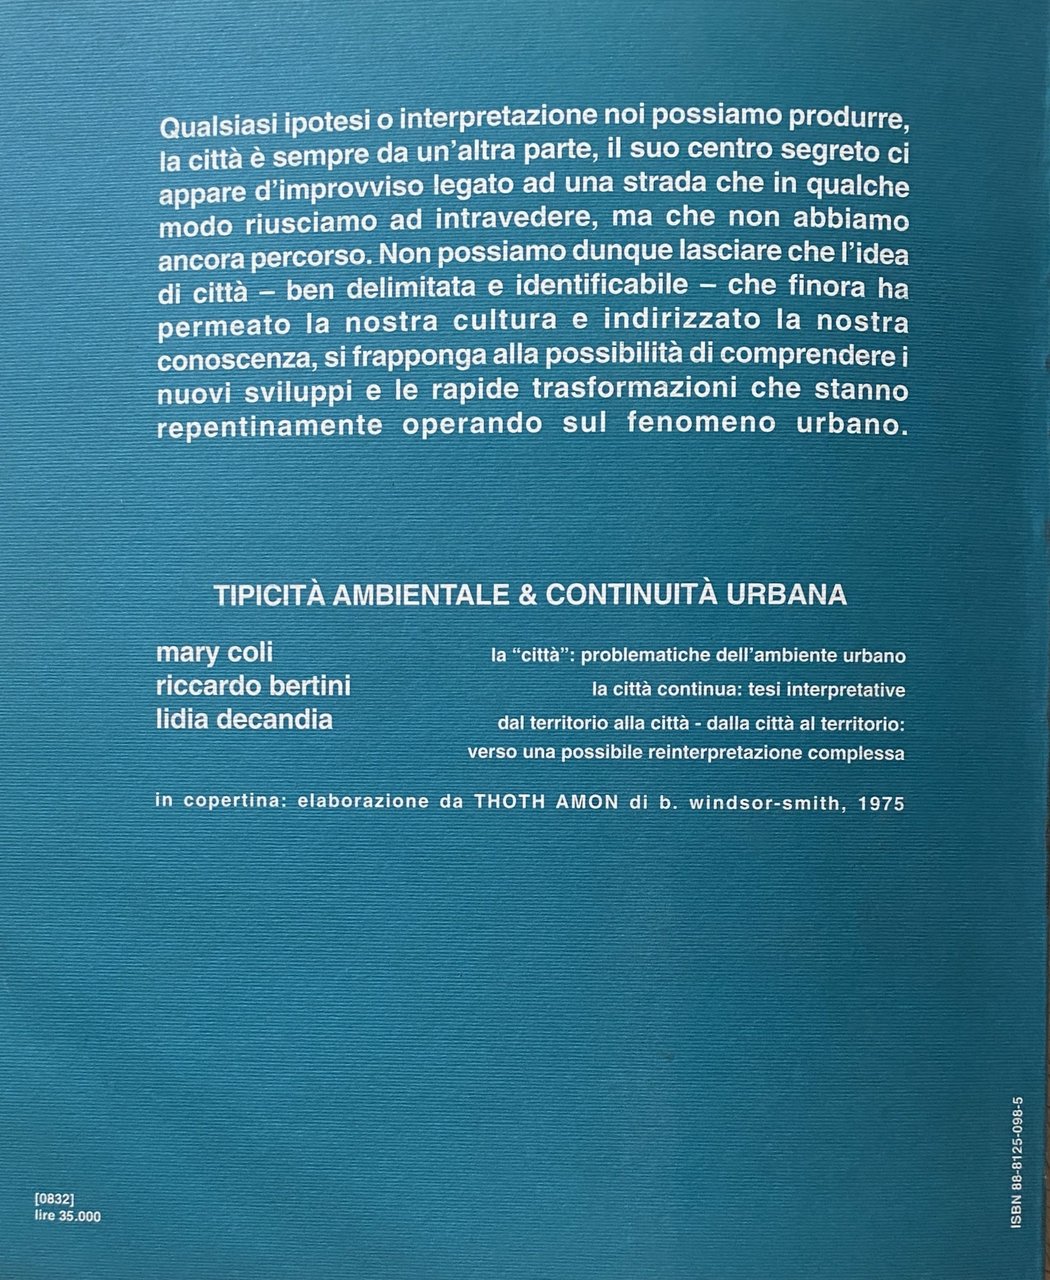 Qualsiasi ipotesi o interpretazione noi possiamo produrre,
la città è sempre da un'altra parte, il suo centro segreto ci
appare d'improvviso legato ad una strada che in qualche
modo riusciamo ad intravedere, ma che non abbiamo
ancora percorso. Non possiamo dunque lasciare che l'idea
di città – ben delimitata e identificabile – che finora ha
permeato la nostra cultura e indirizzato la nostra
conoscenza, si frapponga alla possibilità di comprendere i
nuovi sviluppi e le rapide trasformazioni che stanno
repentinamente operando sul fenomeno urbano.
TIPICITÀ AMBIENTALE & CONTINUITÀ URBANA
mary coli
la “città”: problematiche dell'ambiente urbano
riccardo bertini
la città continua: tesi interpretative
lidia decandia
dal territorio alla città - dalla città al territorio:
verso una possibile reinterpretazione complessa
in copertina: elaborazione da THOTH AMON di b. windsor-smith, 1975
[0832]
lire 35.000
ISBN 88-8125-098-5